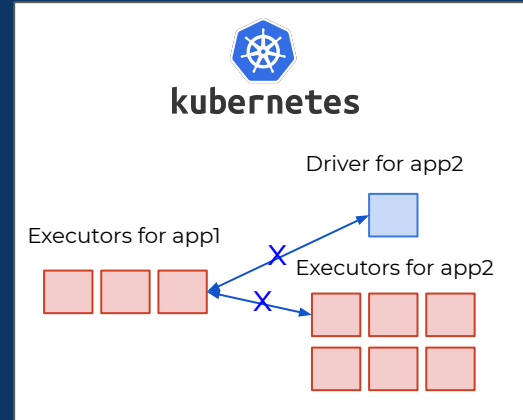 kubernetes
Driver for app2
Executors for app1
X
Executors for app2
X